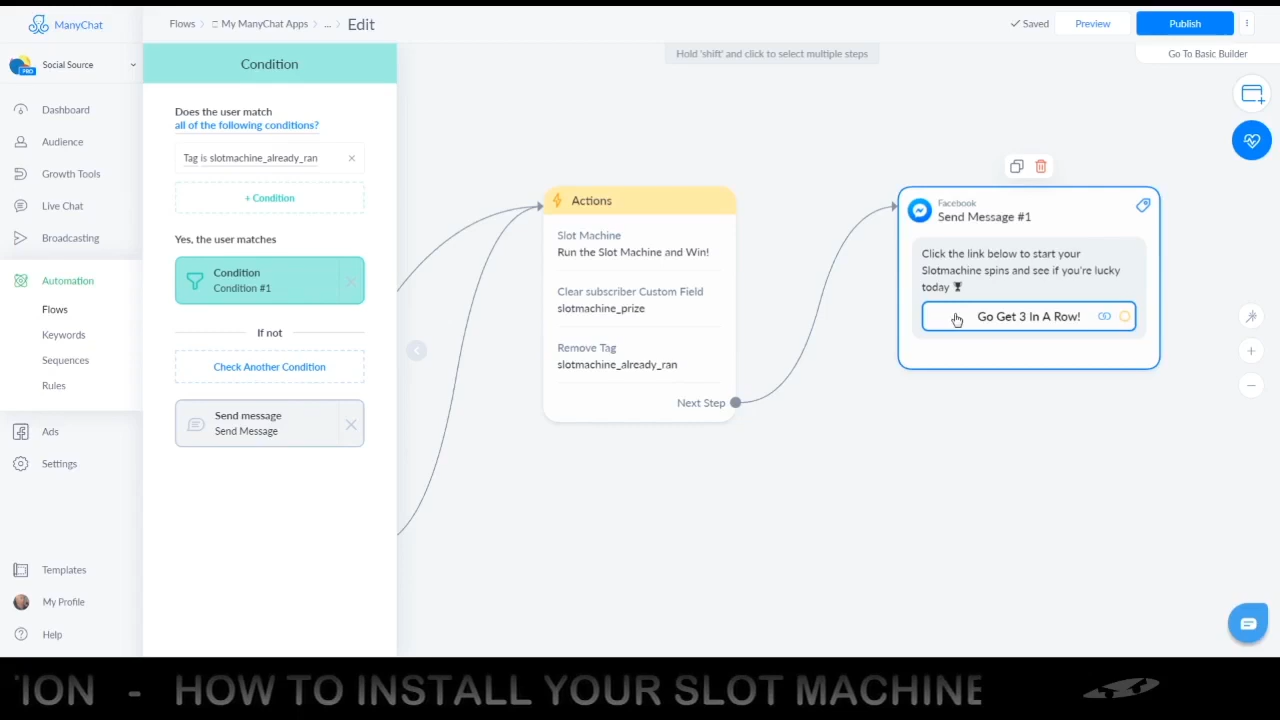 ManyChat
Flows
My ManyChat Apps
...
Edit
Saved
Preview
Publish
Social Source
PRO
Condition
Hold 'shift' and click to select multiple steps
Go To Basic Builder
Dashboard
Audience
Growth Tools
Live Chat
Broadcasting
Automation
Flows
Keywords
Sequences
Rules
Ads
Settings
Templates
My Profile
Help
Does the user match
all of the following conditions?
Tag is slotmachine_already_ran
+ Condition
Yes, the user matches
Condition
Condition #1
If not
Check Another Condition
Send message
Send Message
Actions
Slot Machine
Run the Slot Machine and Win!
Clear subscriber Custom Field
slotmachine_prize
Remove Tag
slotmachine_already_ran
Next Step
Facebook
Send Message #1
Click the link below to start your
Slotmachine spins and see if you're lucky
today 🏆
Go Get 3 In A Row!
TION - HOW TO INSTALL YOUR SLOT MACHINE